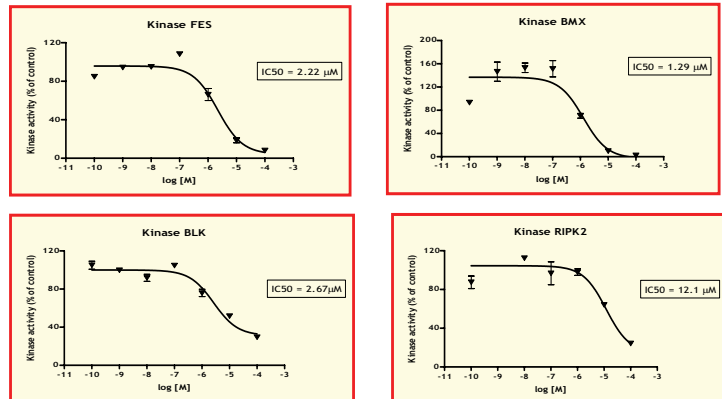 Kinase FES
Kinase activity (% of control)
120
80
40
0
-11 -10 -9 -8 -7 -6 -5 -4 -3
log [M]
IC50 = 2.22 µM
Kinase BMX
Kinase activity (% of control)
200
160
120
80
40
0
-11 -10 -9 -8 -7 -6 -5 -4 -3
log [M]
IC50 = 1.29 µM
Kinase BLK
Kinase activity (% of control)
120
80
40
0
-11 -10 -9 -8 -7 -6 -5 -4 -3
log [M]
IC50 = 2.67µM
Kinase RIPK2
Kinase activity (% of control)
120
80
40
0
-11 -10 -9 -8 -7 -6 -5 -4 -3
log [M]
IC50 = 12.1 µM